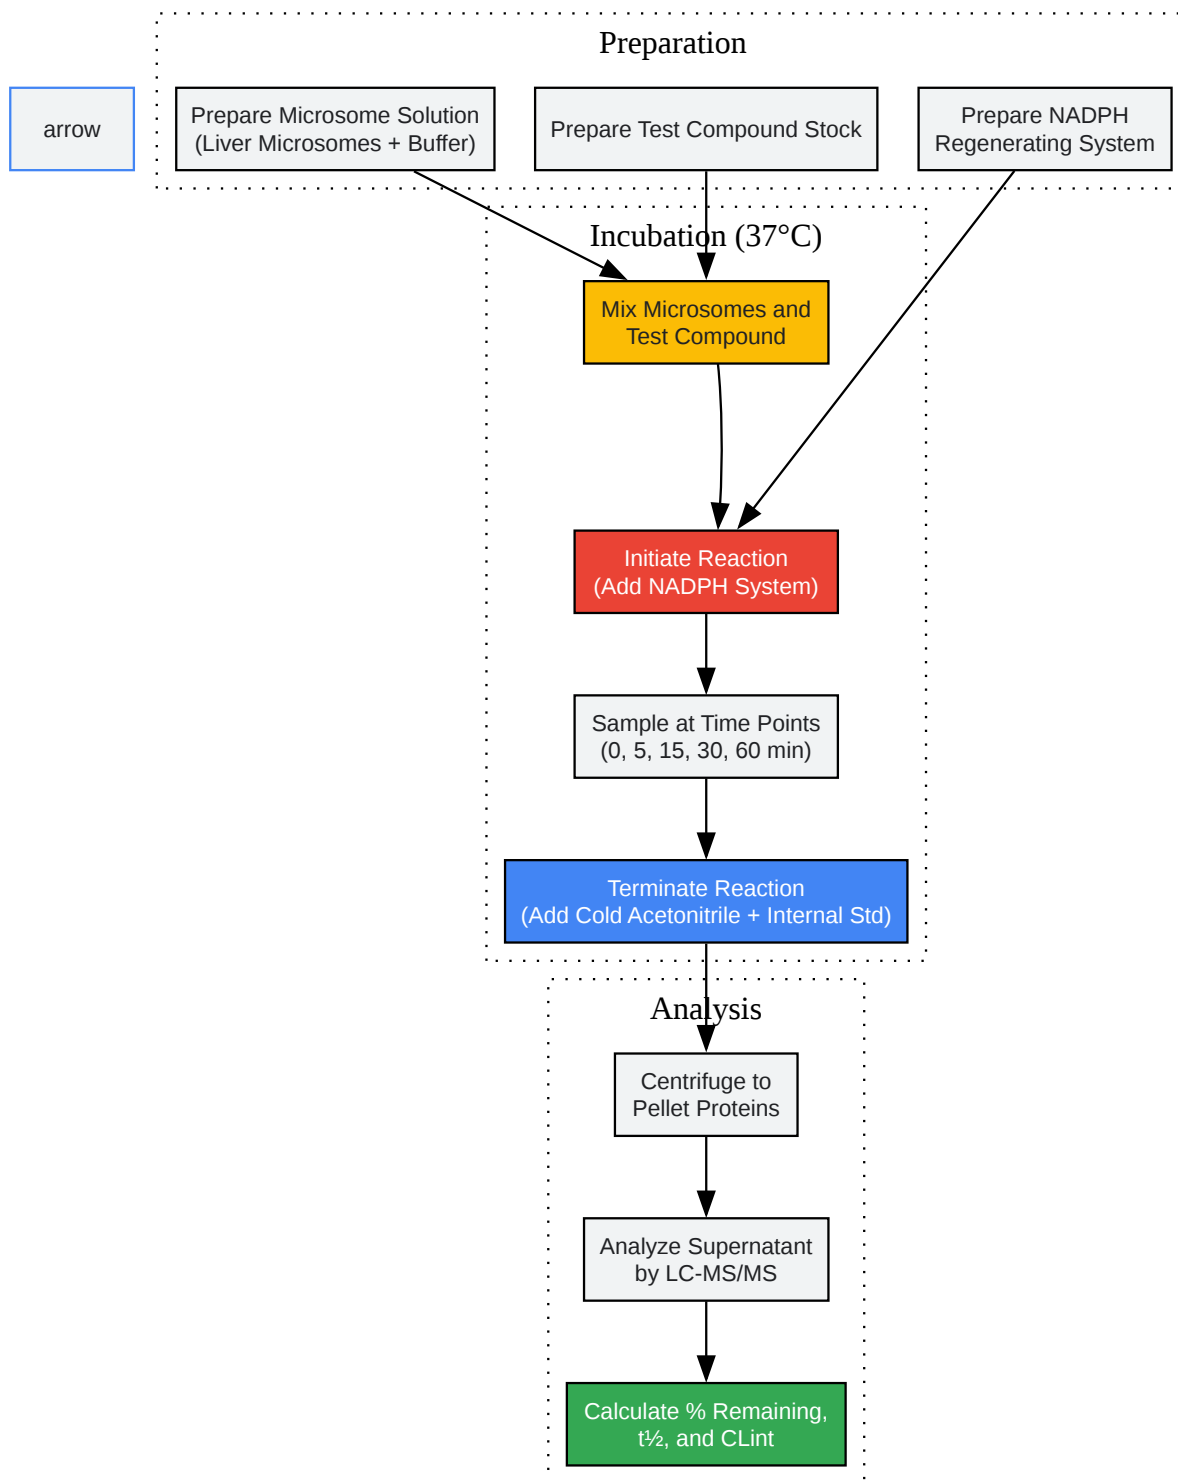 Preparation
arrow
Prepare Microsome Solution
(Liver Microsomes + Buffer)
Prepare Test Compound Stock
Prepare NADPH
Regenerating System
Incubation (37°C)
Mix Microsomes and
Test Compound
Initiate Reaction
(Add NADPH System)
Sample at Time Points
(0, 5, 15, 30, 60 min)
Terminate Reaction
(Add Cold Acetonitrile + Internal Std)
Analysis
Centrifuge to
Pellet Proteins
Analyze Supernatant
by LC-MS/MS
Calculate % Remaining,
t½, and CLint